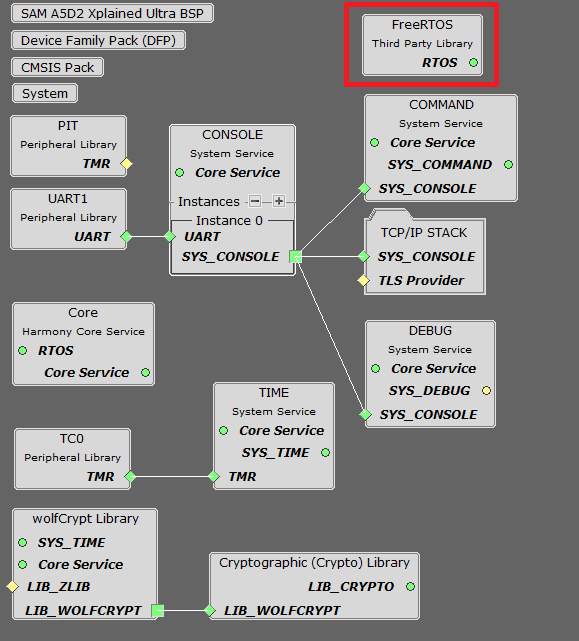 SAM A5D2 Xplained Ultra BSP
Device Family Pack (DFP)
CMSIS Pack
System
FreeRTOS
Third Party Library
RTOS
PIT
Peripheral Library
TMR
CONSOLE
System Service
Core Service
Instances
Instance 0
UART
SYS_CONSOLE
COMMAND
System Service
Core Service
SYS_COMMAND
SYS_CONSOLE
UART1
Peripheral Library
UART
TCP/IP STACK
SYS_CONSOLE
TLS Provider
Core
Harmony Core Service
RTOS
Core Service
DEBUG
System Service
Core Service
SYS_DEBUG
SYS_CONSOLE
TIME
System Service
Core Service
SYS_TIME
TMR
TC0
Peripheral Library
TMR
wolfCrypt Library
SYS_TIME
Core Service
LIB_ZLIB
LIB_WOLFCRYPT
Cryptographic (Crypto) Library
LIB_CRYPTO
LIB_WOLFCRYPT